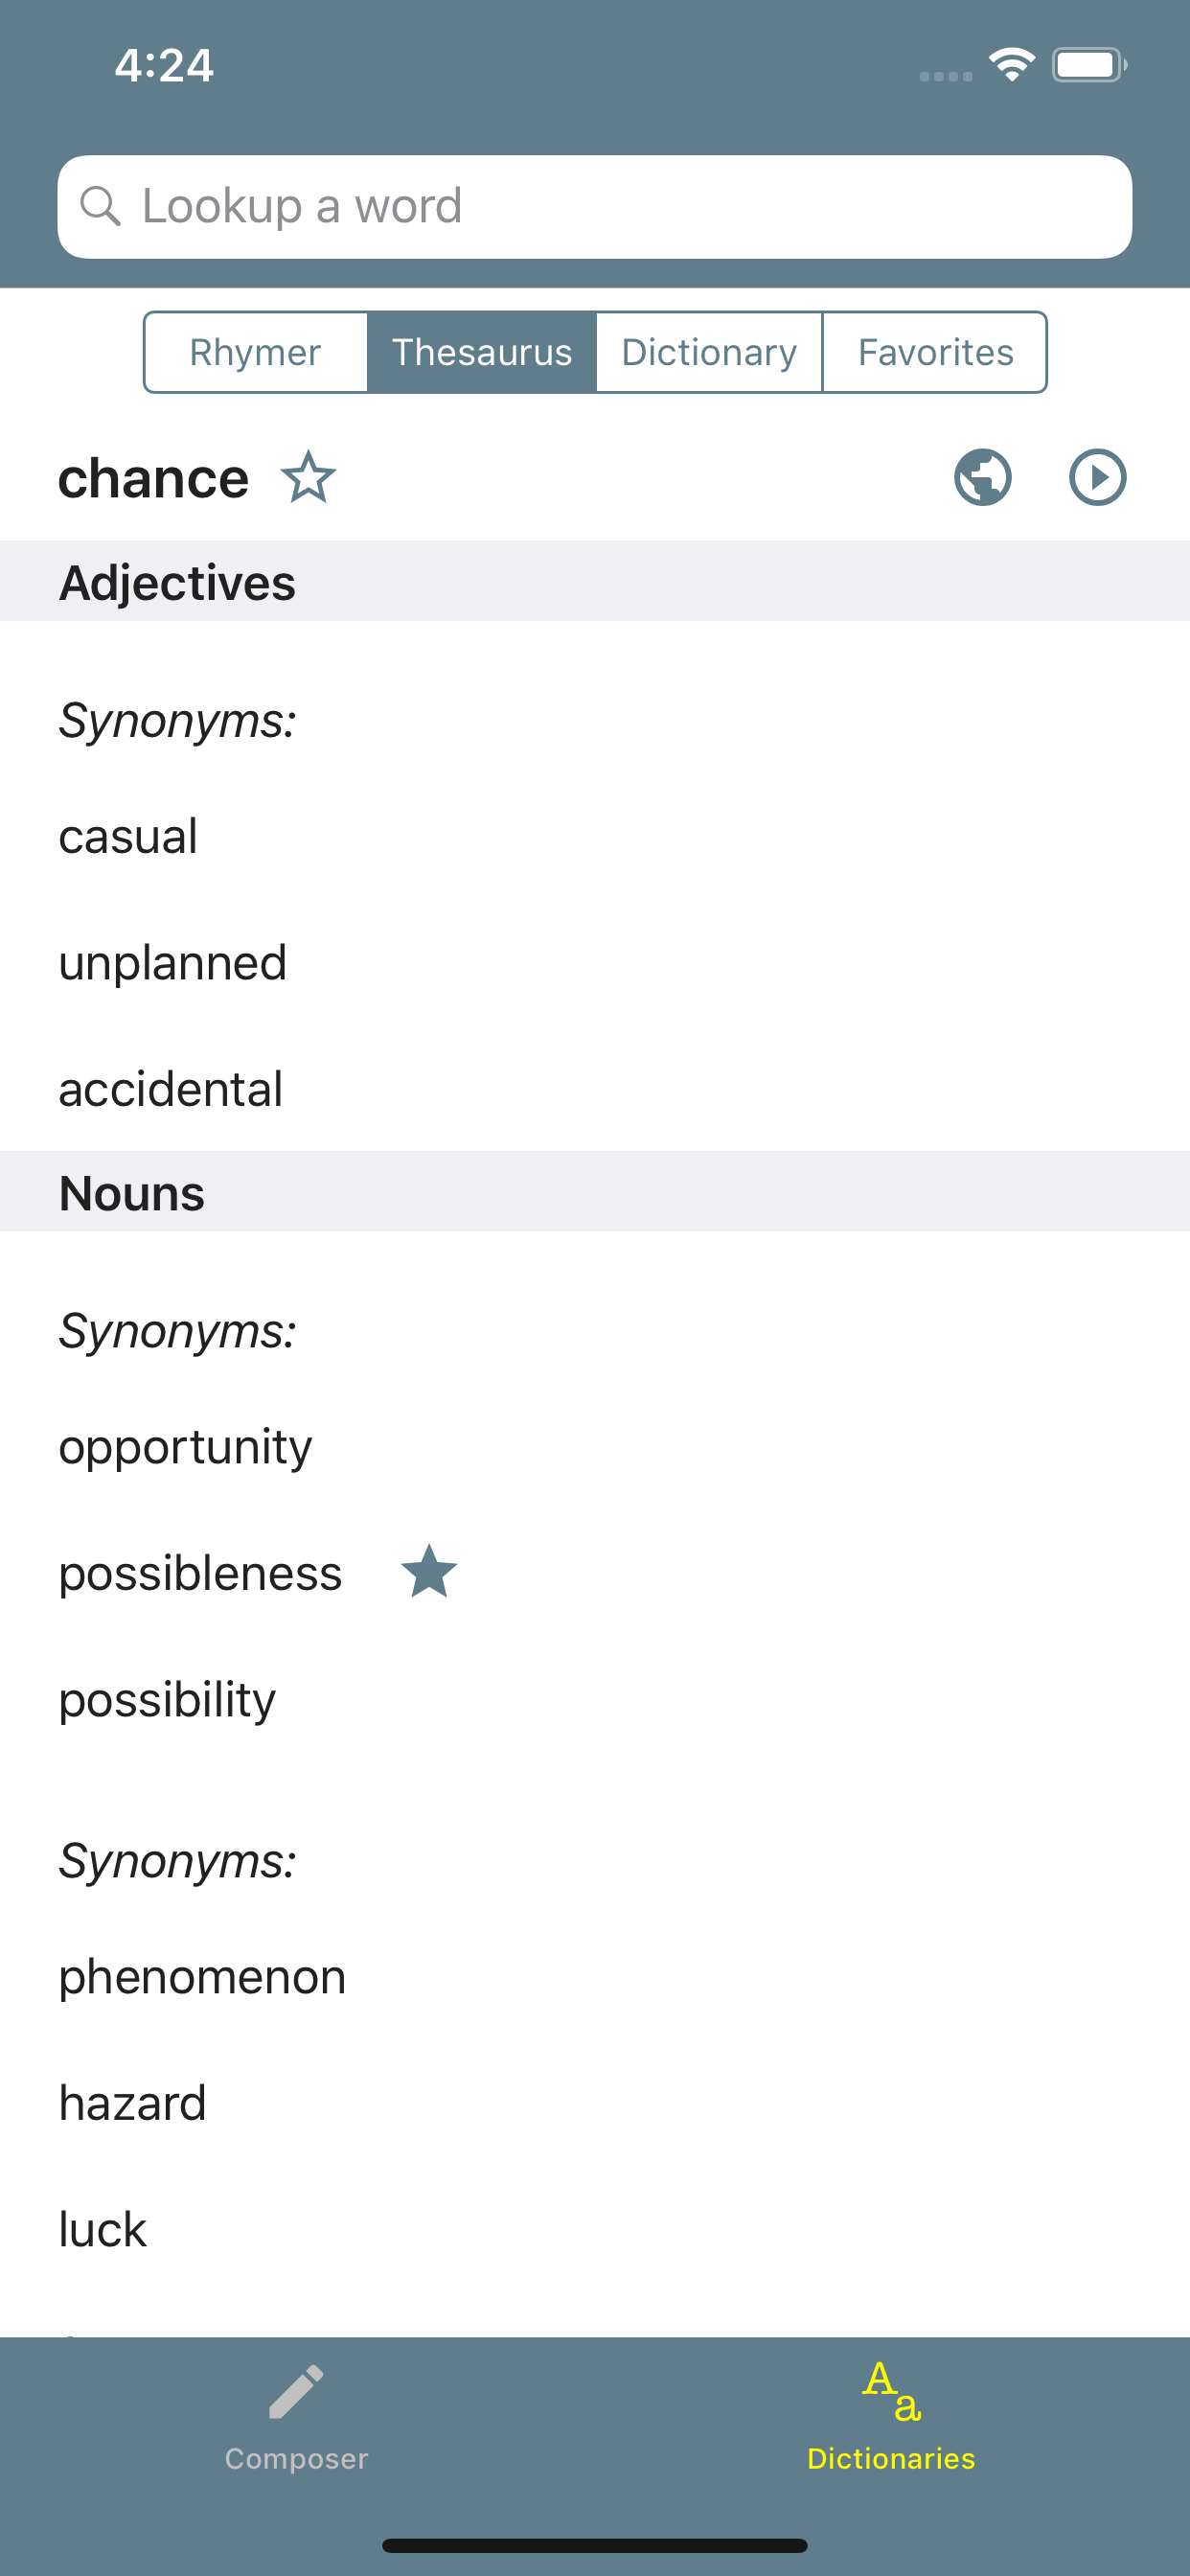 4:24
Lookup a word
Rhymer Thesaurus Dictionary Favorites
chance
Adjectives
Synonyms:
casual
unplanned
accidental
Nouns
Synonyms:
opportunity
possibleness
possibility
Synonyms:
phenomenon
hazard
luck
Composer Dictionaries